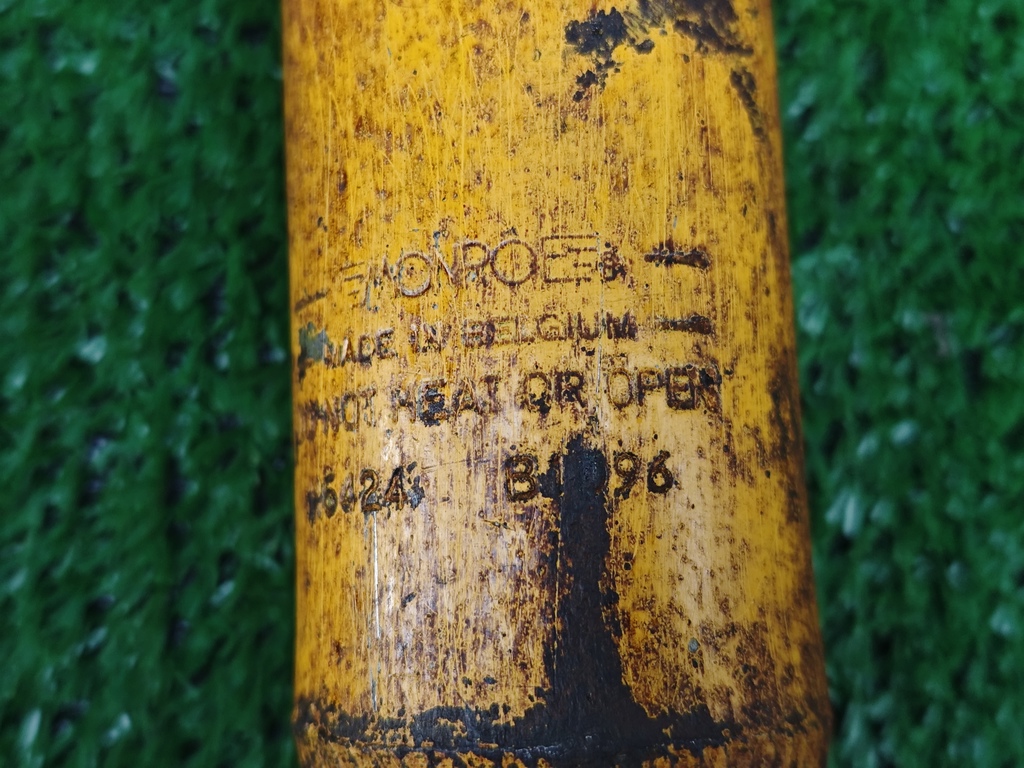 MONROE®
MADE IN BELGIUM
NOT HEAT OR OPEN